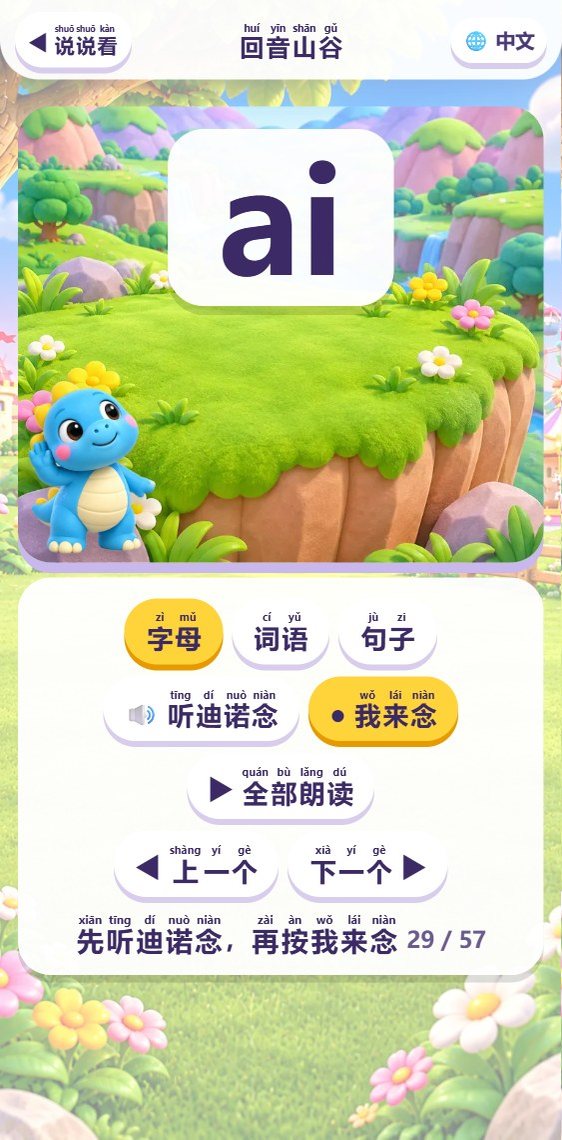 shuō shuō kàn
◀ 说说看
huí yīn shān gǔ
回音山谷
中文
ai
zì mǔ
字母
cí yǔ
词语
jù zi
句子
tīng dí nuò niàn
听迪诺念
wǒ lái niàn
● 我来念
quán bù lǎng dú
▶ 全部朗读
shàng yí gè
◀ 上一个
xià yí gè
下一个 ▶
xiān tīng dí nuò niàn zài àn wǒ lái niàn
先听迪诺念，再按我来念 29 / 57